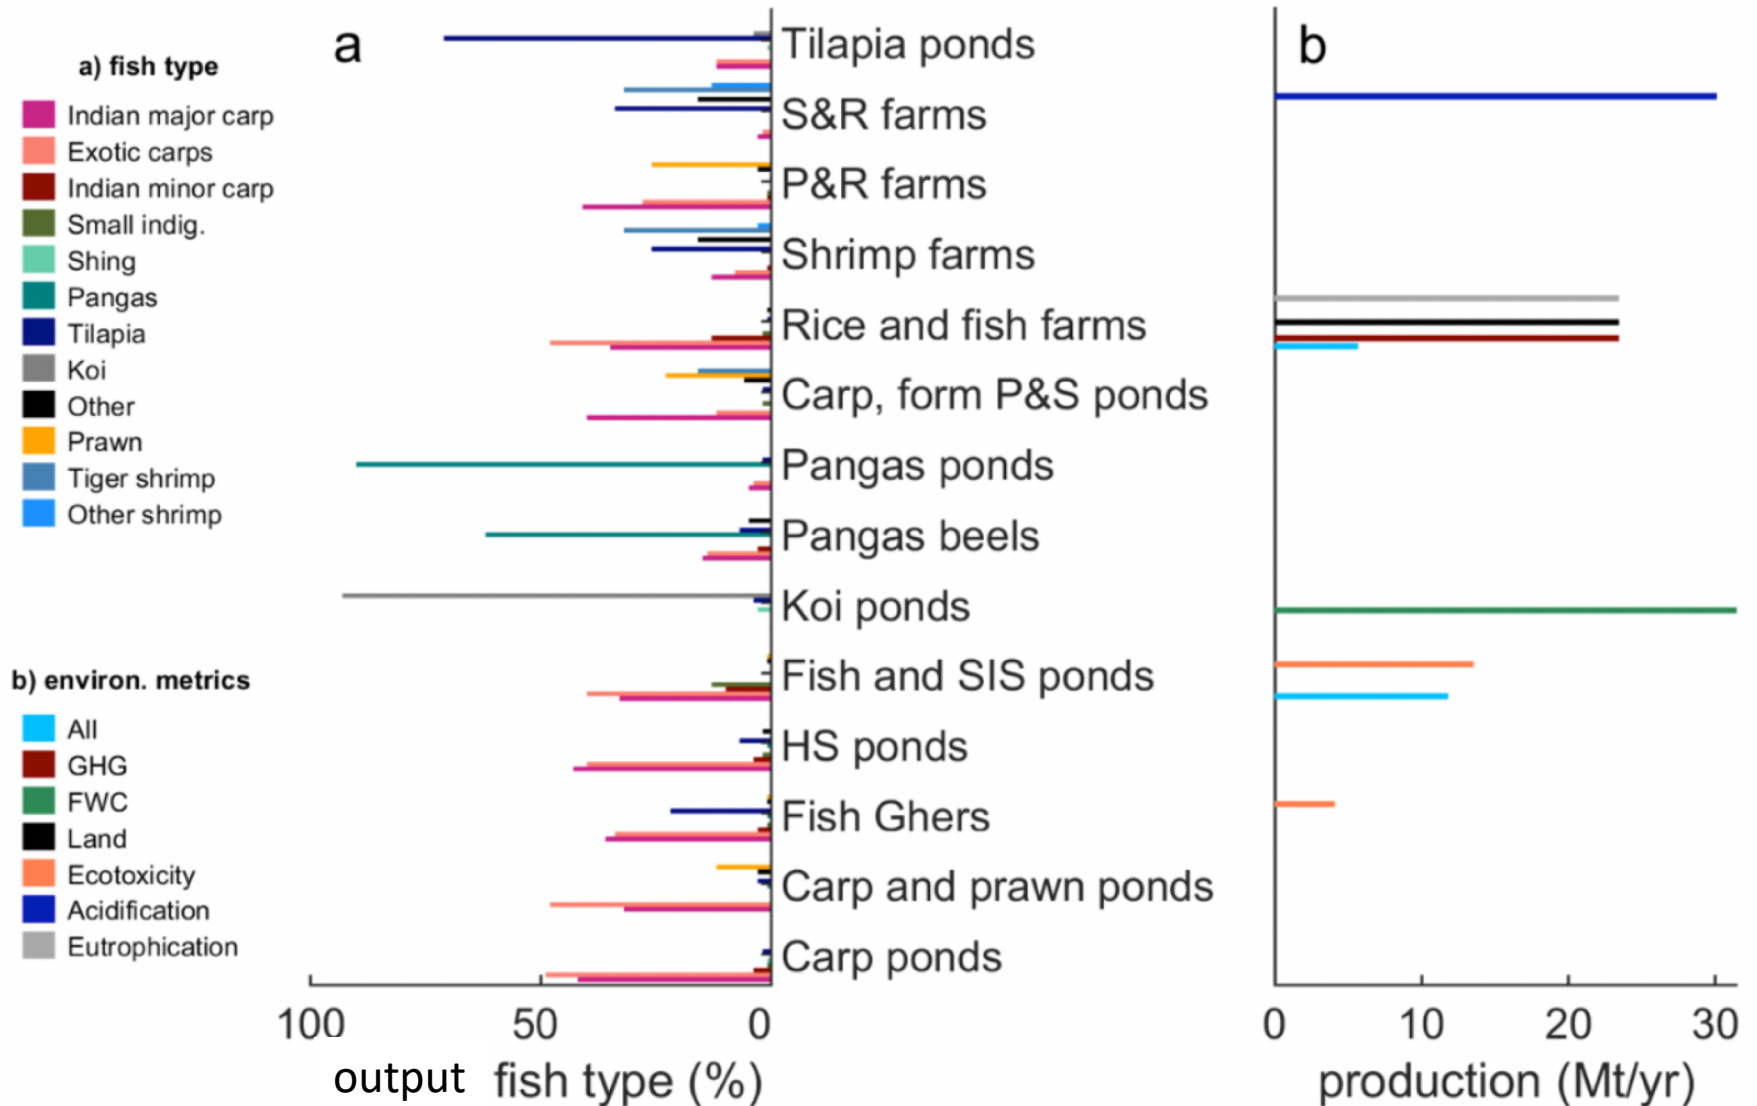 a
a) fish type
Indian major carp
Exotic carps
Indian minor carp
Small indig.
Shing
Pangas
Tilapia
Koi
Other
Prawn
Tiger shrimp
Other shrimp
b) environ. metrics
All
GHG
FWC
Land
Ecotoxicity
Acidification
Eutrophication
Tilapia ponds
S&R farms
P&R farms
Shrimp farms
Rice and fish farms
Carp, form P&S ponds
Pangas ponds
Pangas beels
Koi ponds
Fish and SIS ponds
HS ponds
Fish Ghers
Carp and prawn ponds
Carp ponds
100 50 0
output fish type (%)
b
0 10 20 30
production (Mt/yr)